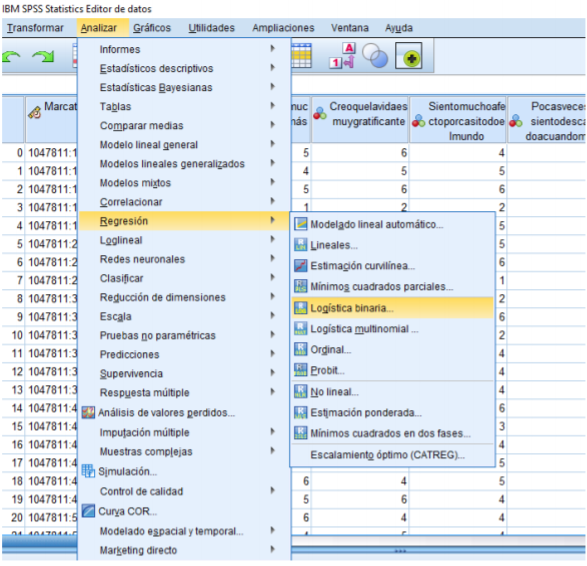 IBM SPSS Statistics Editor de datos
Transformar Analizar Gráficos Utilidades Ampliaciones Ventana Ayuda
Informes
Estadísticos descriptivos
Estadísticas Bayesianas
Tablas
Comparar medias
Modelo lineal general
Modelos lineales generalizados
Modelos mixtos
Correlacionar
Regresión
Loglineal
Redes neuronales
Clasificar
Reducción de dimensiones
Escala
Pruebas no paramétricas
Predicciones
Supervivencia
Respuesta múltiple
Análisis de valores perdidos...
Imputación múltiple
Muestras complejas
Simulación...
Control de calidad
Curva COR...
Modelado espacial y temporal...
Marketing directo
Modelado lineal automático...
Lineales...
Estimación curvilínea...
Mínimos cuadrados parciales...
Logística binaria...
Logística multinomial ...
Ordinal...
Probit...
No lineal...
Estimación ponderada...
Mínimos cuadrados en dos fases...
Escalamiento óptimo (CATREG)...
Marcat
nuc
nás
Creoquelavidaes
muygratificante
Sientomuchoafe
ctoporcasitodoe
lmundo
Pocasvece
sientodesca
doacuandom
0 1047811:1 5 6 4
1 1047811:1 4 5 5
2 1047811:1 5 6 6
3 1047811:1 1 2 2
4 1047811:1 5
5 1047811:2 5
6 1047811:2 6
7 1047811:2 1
8 1047811:3 2
9 1047811:3 6
10 1047811:3 2
11 1047811:3 4
12 1047811:3 4
13 1047811:3 4
14 1047811:4 6
15 1047811:4 3
16 1047811:4 4
17 1047811:4 5
18 1047811:4 6 4 5
19 1047811:4 5 6 4
20 1047811:5 6 4 4